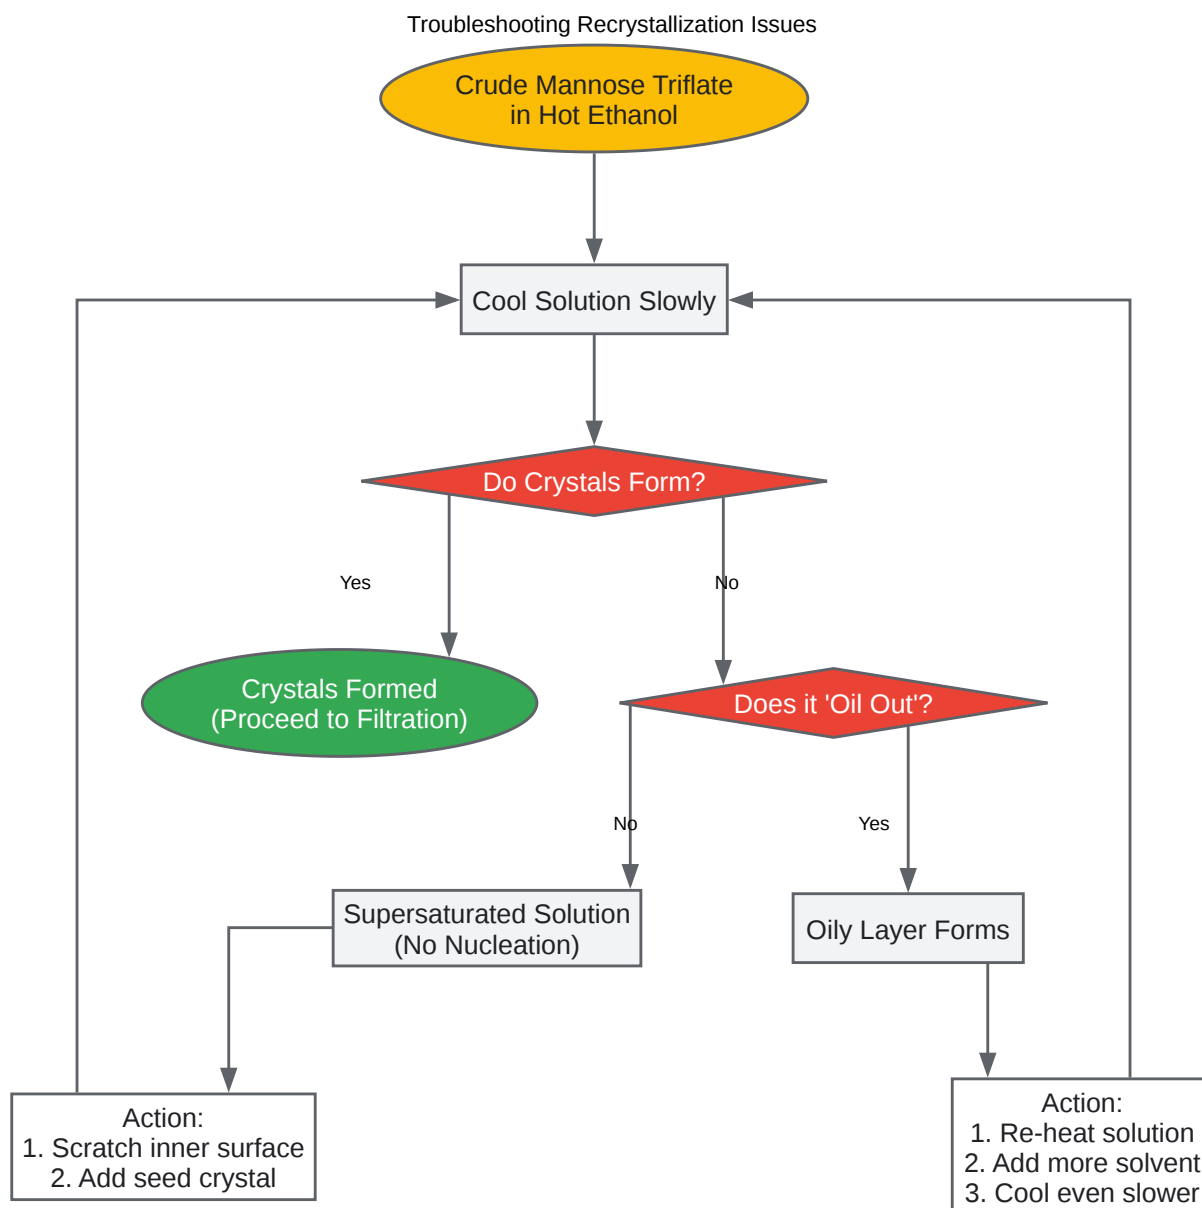 Troubleshooting Recrystallization Issues
Crude Mannose Triflate
in Hot Ethanol
Cool Solution Slowly
Do Crystals Form?
Yes
No
Crystals Formed
(Proceed to Filtration)
Does it 'Oil Out'?
No
Yes
Supersaturated Solution
(No Nucleation)
Oily Layer Forms
Action:
1. Scratch inner surface
2. Add seed crystal
Action:
1. Re-heat solution
2. Add more solvent
3. Cool even slower